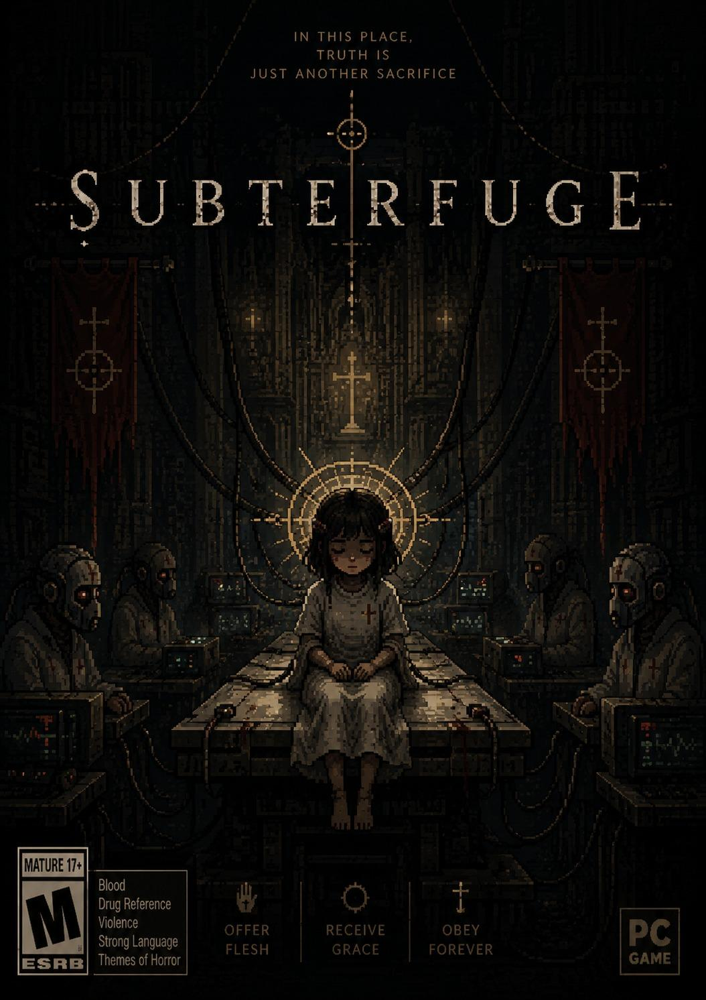 IN THIS PLACE,
TRUTH IS
JUST ANOTHER SACRIFICE
SUBTERFUGE
MATURE 17+
M
ESRB
Blood
Drug Reference
Violence
Strong Language
Themes of Horror
OFFER
FLESH
RECEIVE
GRACE
OBEY
FOREVER
PC
GAME